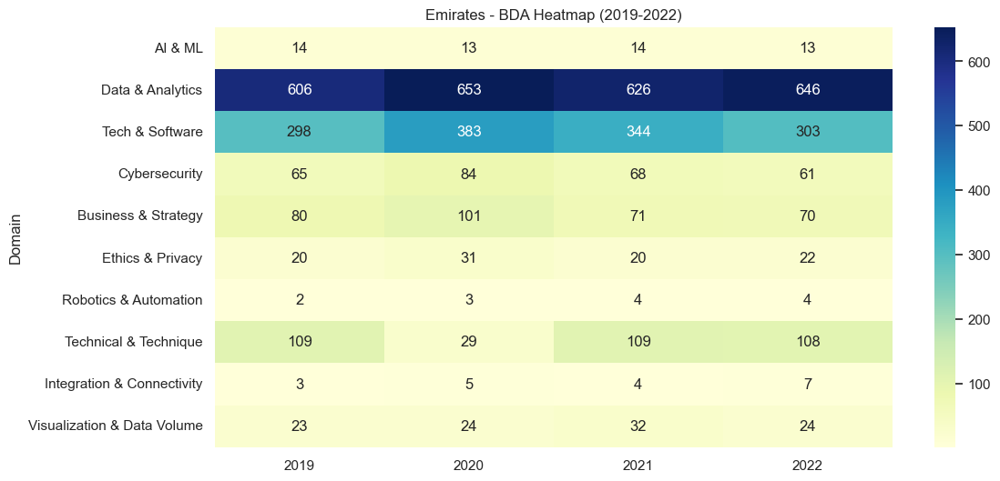 Emirates - BDA Heatmap (2019-2022)
Domain
AI & ML 14 13 14 13
Data & Analytics 606 653 626 646
Tech & Software 298 383 344 303
Cybersecurity 65 84 68 61
Business & Strategy 80 101 71 70
Ethics & Privacy 20 31 20 22
Robotics & Automation 2 3 4 4
Technical & Technique 109 29 109 108
Integration & Connectivity 3 5 4 7
Visualization & Data Volume 23 24 32 24
2019 2020 2021 2022
600
500
400
300
200
100